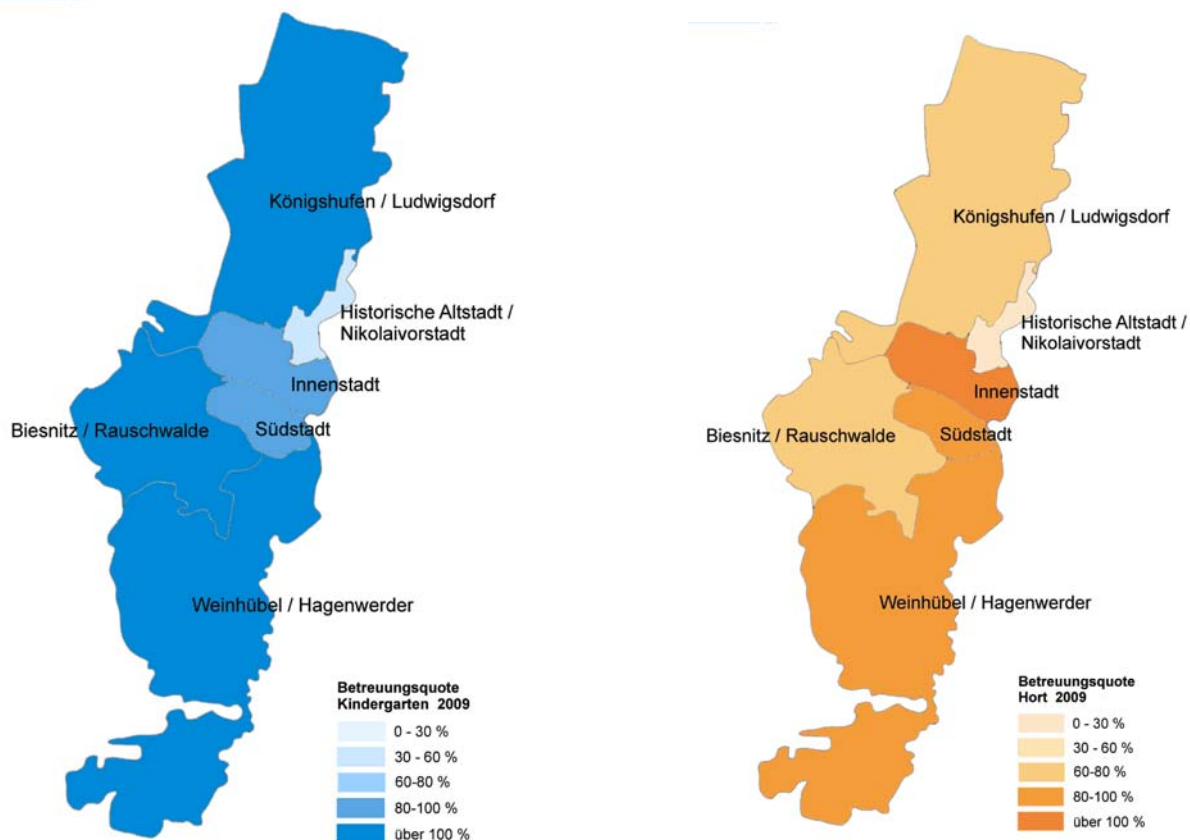 Königshufen / Ludwigsdorf
Historische Altstadt /
Nikolaivorstadt
Innenstadt
Südstadt
Biesnitz / Rauschwalde
Weinhübel / Hagenwerder
Betreuungsquote
Kindergarten 2009
0 - 30 %
30 - 60 %
60-80 %
80-100 %
über 100 %
Königshufen / Ludwigsdorf
Historische Altstadt /
Nikolaivorstadt
Innenstadt
Südstadt
Biesnitz / Rauschwalde
Weinhübel / Hagenwerder
Betreuungsquote
Hort 2009
0 - 30 %
30 - 60 %
60-80 %
80-100 %
über 100 %